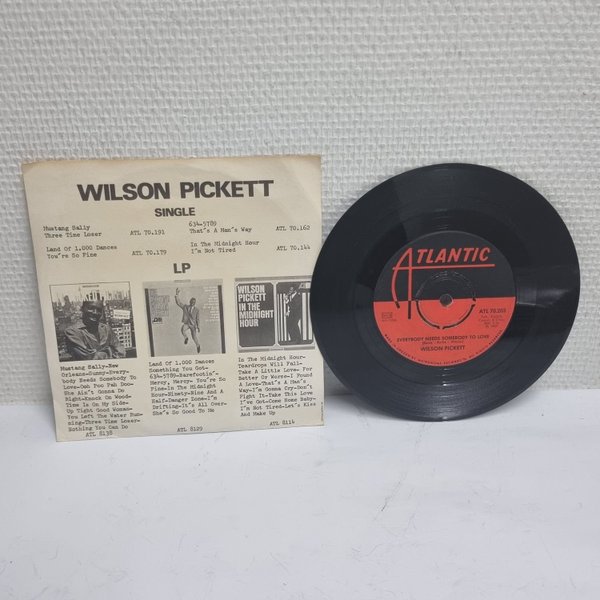 WILSON PICKETT
SINGLE
Mustang Sally
Three Time Loser ATL 70.191
634-5789
That's A Man's Way ATL 70.162
Land Of 1.000 Dances
You're So Fine ATL 70.179
In The Midnight Hour
I'm Not Tired ATL 70.144
LP
WILSON
PICKETT
IN THE
MIDNIGHT
HOUR
Mustang Sally-New
Orleans-Sunny-Every-
body Needs Somebody To
Love-Ooh Poo Pah Doo-
She Ain't Gonna Do
Right-Knock On Wood-
Time Is On My Side-
Up Tight Good Woman-
You Left The Water Run-
ning-Three Time Loser-
Nothing You Can Do
ATL 8138
Land Of 1.000 Dances
Something You Got-
634-5789-Barefootin'-
Mercy, Mercy- You're So
Fine-In The Midnight
Hour-Ninety-Nine And A
Half-Danger Zone-I'm
Drifting-It's All Over-
She's So Good To Me
ATL 8129
In The Midnight Hour-
Teardrops Will Fall-
Take A Little Love- For
Better Or Worse-I Found
A Love-That's A Man's
Way-I'm Gonna Cry-Don't
Fight It-Take This Love
I've Got-Come Home Baby-
I'm Not Tired-Let's Kiss
And Make Up
ATL 8114
ATLANTIC
ATL 70.203
EVERYBODY NEEDS SOMEBODY TO LOVE
WILSON PICKETT